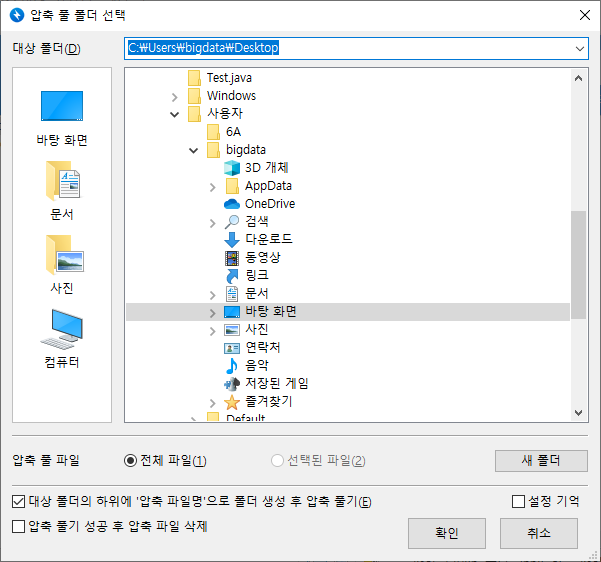 압축 풀 폴더 선택
대상 폴더(D)
C:\Users\bigdata\Desktop
바탕 화면
문서
사진
컴퓨터
Test.java
Windows
사용자
6A
bigdata
3D 개체
AppData
OneDrive
검색
다운로드
동영상
링크
문서
바탕 화면
사진
연락처
음악
저장된 게임
즐겨찾기
Default
압축 풀 파일
전체 파일(1)
선택된 파일(2)
새 폴더
대상 폴더의 하위에 '압축 파일명'으로 폴더 생성 후 압축 풀기(E)
설정 기억
압축 풀기 성공 후 압축 파일 삭제
확인
취소